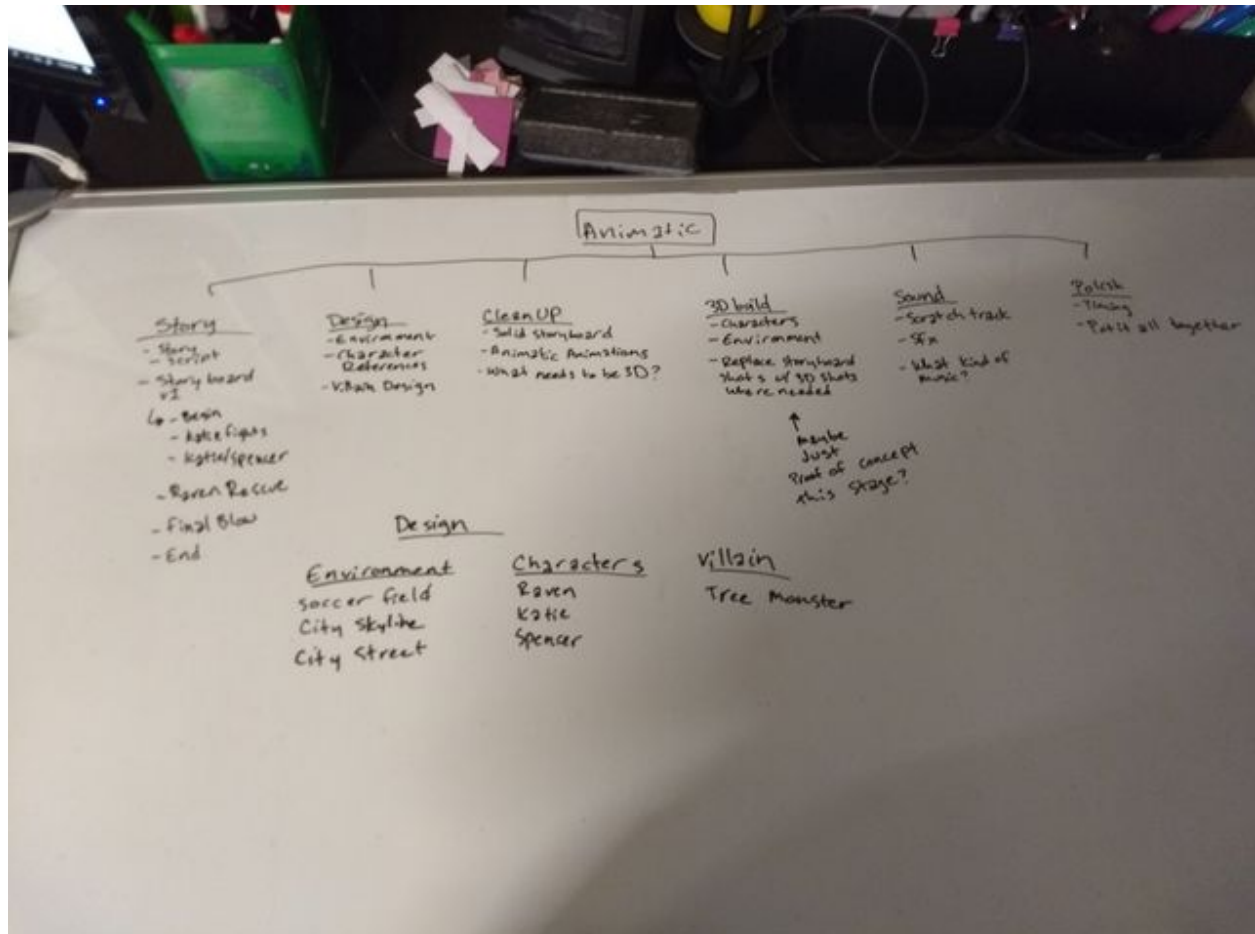 Animatic
Story
- Story
- Script
- Story board
v1
↳ - Begin
- Katie fights
- Katie/Spencer
- Raven Rescue
- Final Blow
- End
Design
- Environment
- Character
References
- Villain Design
Clean UP
- Solid Storyboard
- Animatic Animations
- What needs to be 3D?
3D build
- Characters
- Environment
- Replace Storyboard
shots w/ 3D shots
where needed
↑
Maybe
Just
Proof of concept
this stage?
Sound
- Scratch track
- SFx
- What kind of
music?
Polish
- Timing
- Put it all together
Design
Environment
Soccer field
City Skyline
City Street
Characters
Raven
Katie
Spencer
Villain
Tree Monster